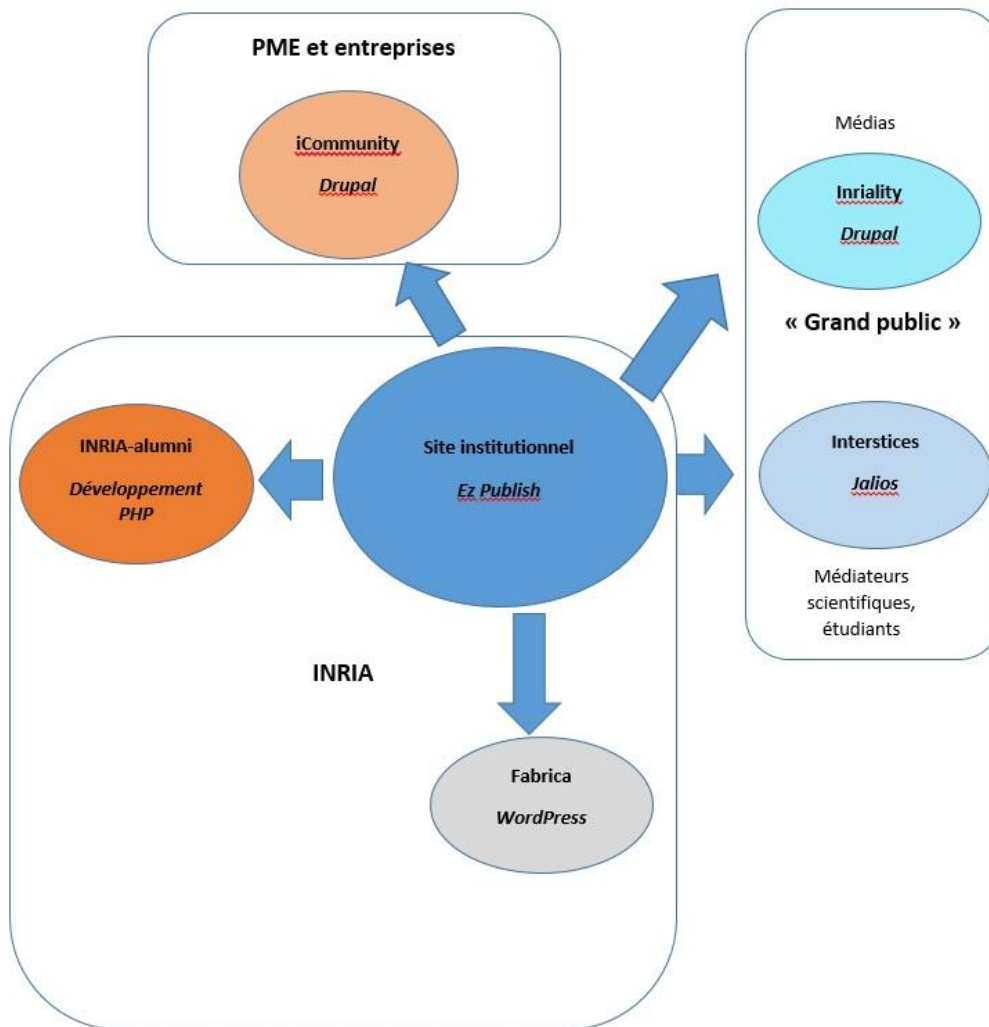 PME et entreprises
iCommunity
Drupal
Médias
Inriality
Drupal
« Grand public »
INRIA-alumni
Développement
PHP
Site institutionnel
Ez Publish
Interstices
Jalios
Médiateurs
scientifiques,
étudiants
INRIA
Fabrica
WordPress